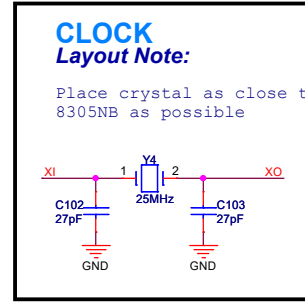 CLOCK
Layout Note:
Place crystal as close t
8305NB as possible
XI 1 Y4 2 XO
25MHz
C102 C103
27pF 27pF
GND GND